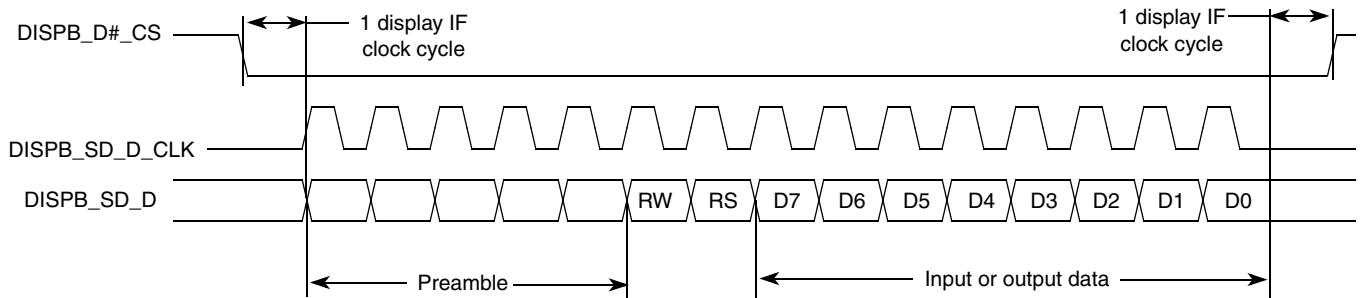 DISPB_D#_CS
1 display IF
clock cycle
1 display IF
clock cycle
DISPB_SD_D_CLK
DISPB_SD_D
RW RS D7 D6 D5 D4 D3 D2 D1 D0
Preamble
Input or output data